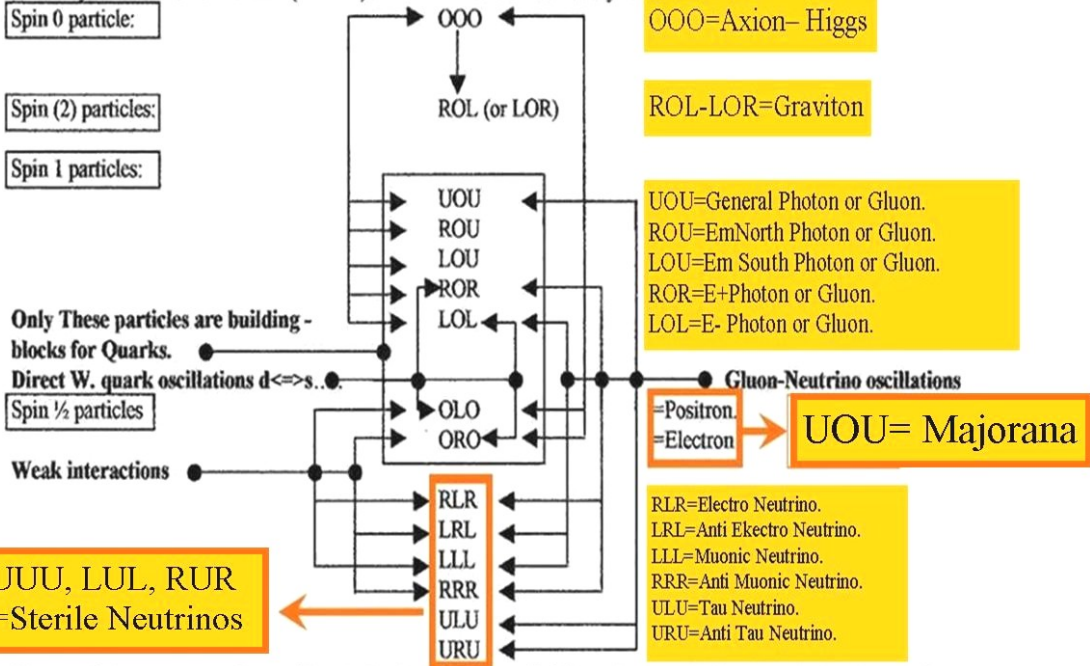 Spin 0 particle:
OOO
OOO=Axion– Higgs
Spin (2) particles:
ROL (or LOR)
ROL-LOR=Graviton
Spin 1 particles:
UOU
ROU
LOU
ROR
LOL
UOU=General Photon or Gluon.
ROU=EmNorth Photon or Gluon.
LOU=Em South Photon or Gluon.
ROR=E+Photon or Gluon.
LOL=E- Photon or Gluon.
Only These particles are building -
blocks for Quarks.
Direct W. quark oscillations d<=>s..
Gluon-Neutrino oscillations
Spin ½ particles
OLO
ORO
=Positron.
=Electron
UOU= Majorana
Weak interactions
RLR
LRL
LLL
RRR
ULU
URU
RLR=Electro Neutrino.
LRL=Anti Ekectro Neutrino.
LLL=Muonic Neutrino.
RRR=Anti Muonic Neutrino.
ULU=Tau Neutrino.
URU=Anti Tau Neutrino.
UUU, LUL, RUR
=Sterile Neutrinos